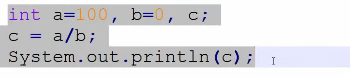 int a=100, b=0, c;
c = a/b;
System.out.println(c);